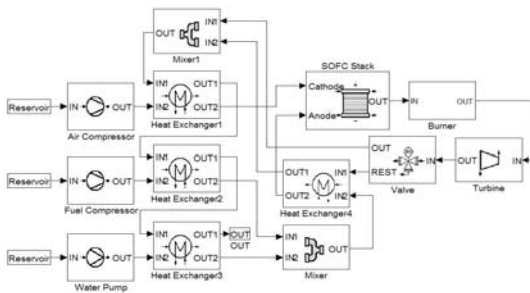 OUT IN1
IN2
Mixer1
SOFC Stack
Cathode
Anode
OUT
IN OUT
Burner
Reservoir
IN OUT
Air Compressor
IN1 OUT1
IN2 OUT2
Heat Exchanger1
OUT
IN
REST
Valve
OUT IN
Turbine
Reservoir
IN OUT
Fuel Compressor
IN1 OUT1
IN2 OUT2
Heat Exchanger2
OUT1 IN1
OUT2 IN2
Heat Exchanger4
Reservoir
IN OUT
Water Pump
IN1 OUT1
IN2 OUT2
Heat Exchanger3
OUT
OUT
IN1
IN2
OUT
Mixer